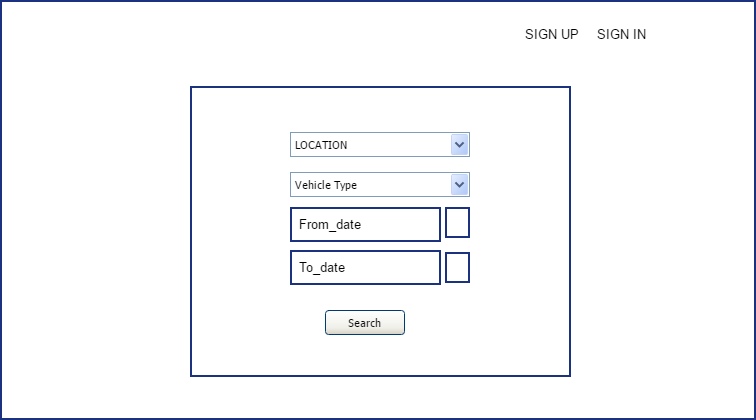 SIGN UP SIGN IN
LOCATION
Vehicle Type
From_date
To_date
Search